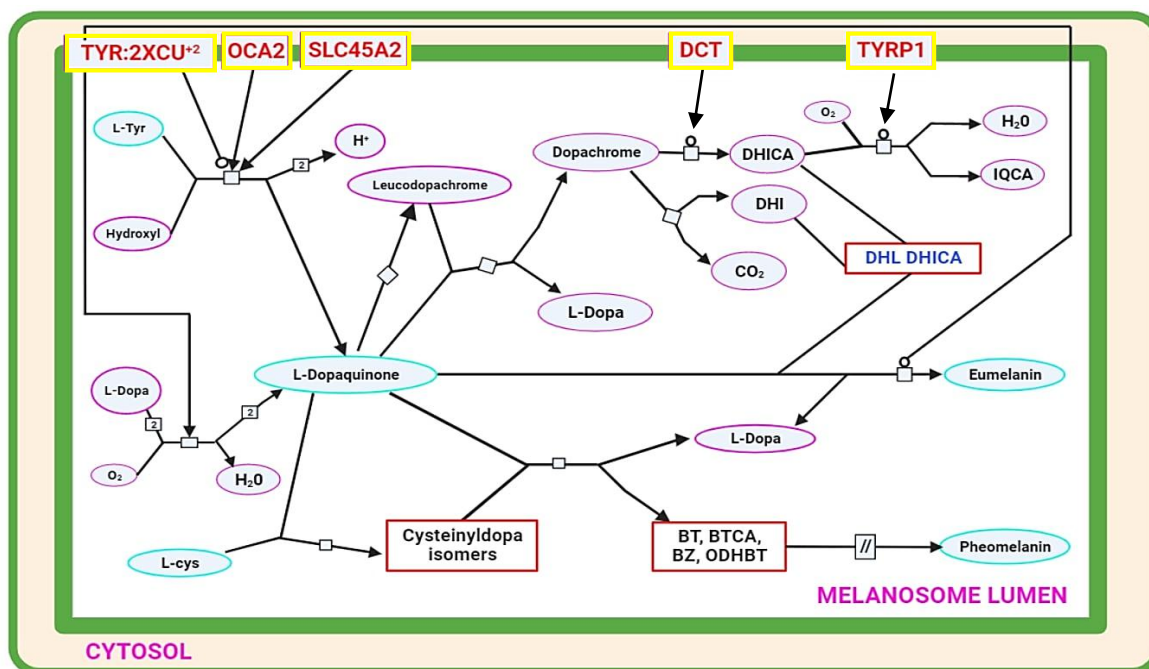 TYR:2XCU⁺²
OCA2
SLC45A2
DCT
TYRP1
L-Tyr
H⁺
2
O₂
H₂0
Dopachrome
DHICA
Leucodopachrome
IQCA
DHI
Hydroxyl
DHL DHICA
CO₂
L-Dopa
L-Dopaquinone
Eumelanin
L-Dopa
2
2
L-Dopa
O₂
H₂0
Cysteinyldopa
isomers
BT, BTCA,
BZ, ODHBT
//
Pheomelanin
L-cys
MELANOSOME LUMEN
CYTOSOL